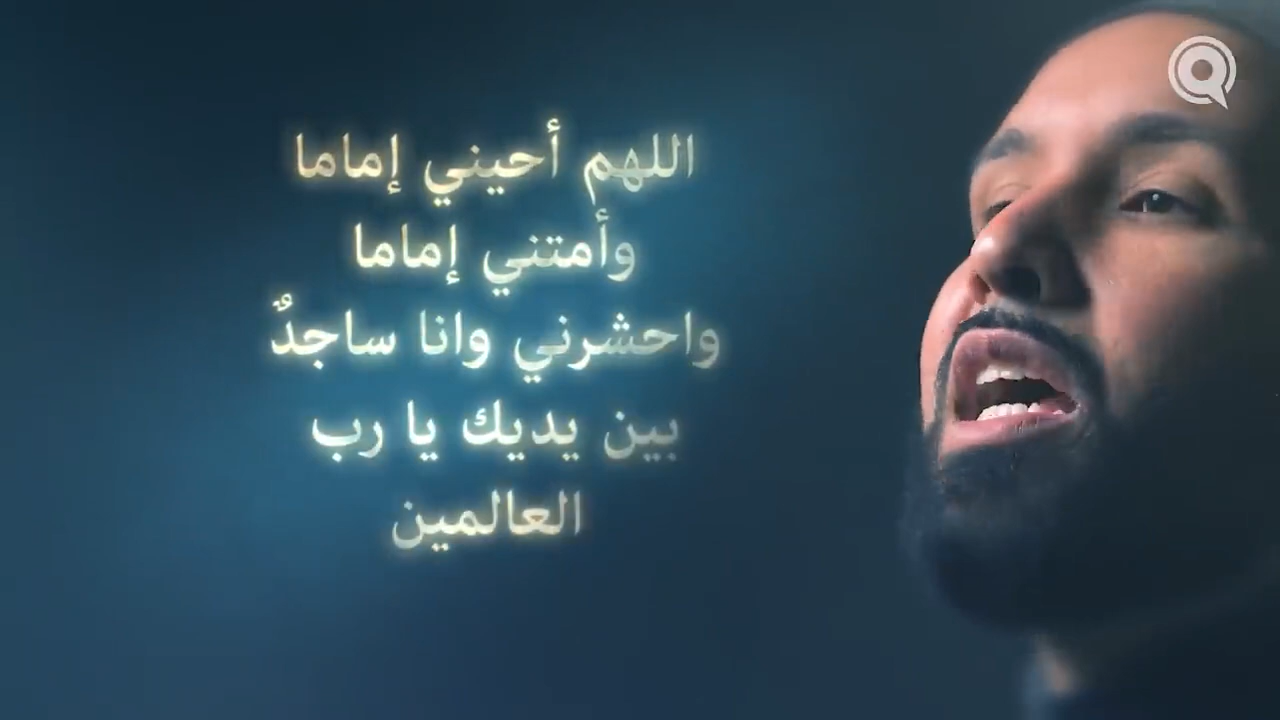 اللهم أحيني إماما
وأمتني إماما
واحشرني وانا ساجدٌ
بين يديك يا رب
العالمين